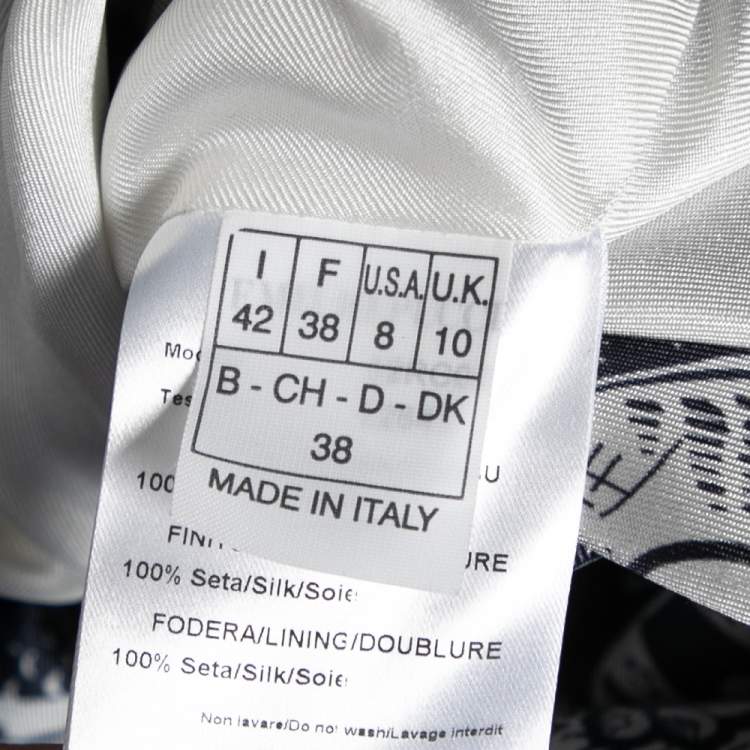 I F U.S.A. U.K.
42 38 8 10
B - CH - D - DK
38
MADE IN ITALY
100
100% Seta/Silk/Soie
FODERA/LINING/DOUBLURE
100% Seta/Silk/Soie
Non lavare/Do not wash/Lavage interdit